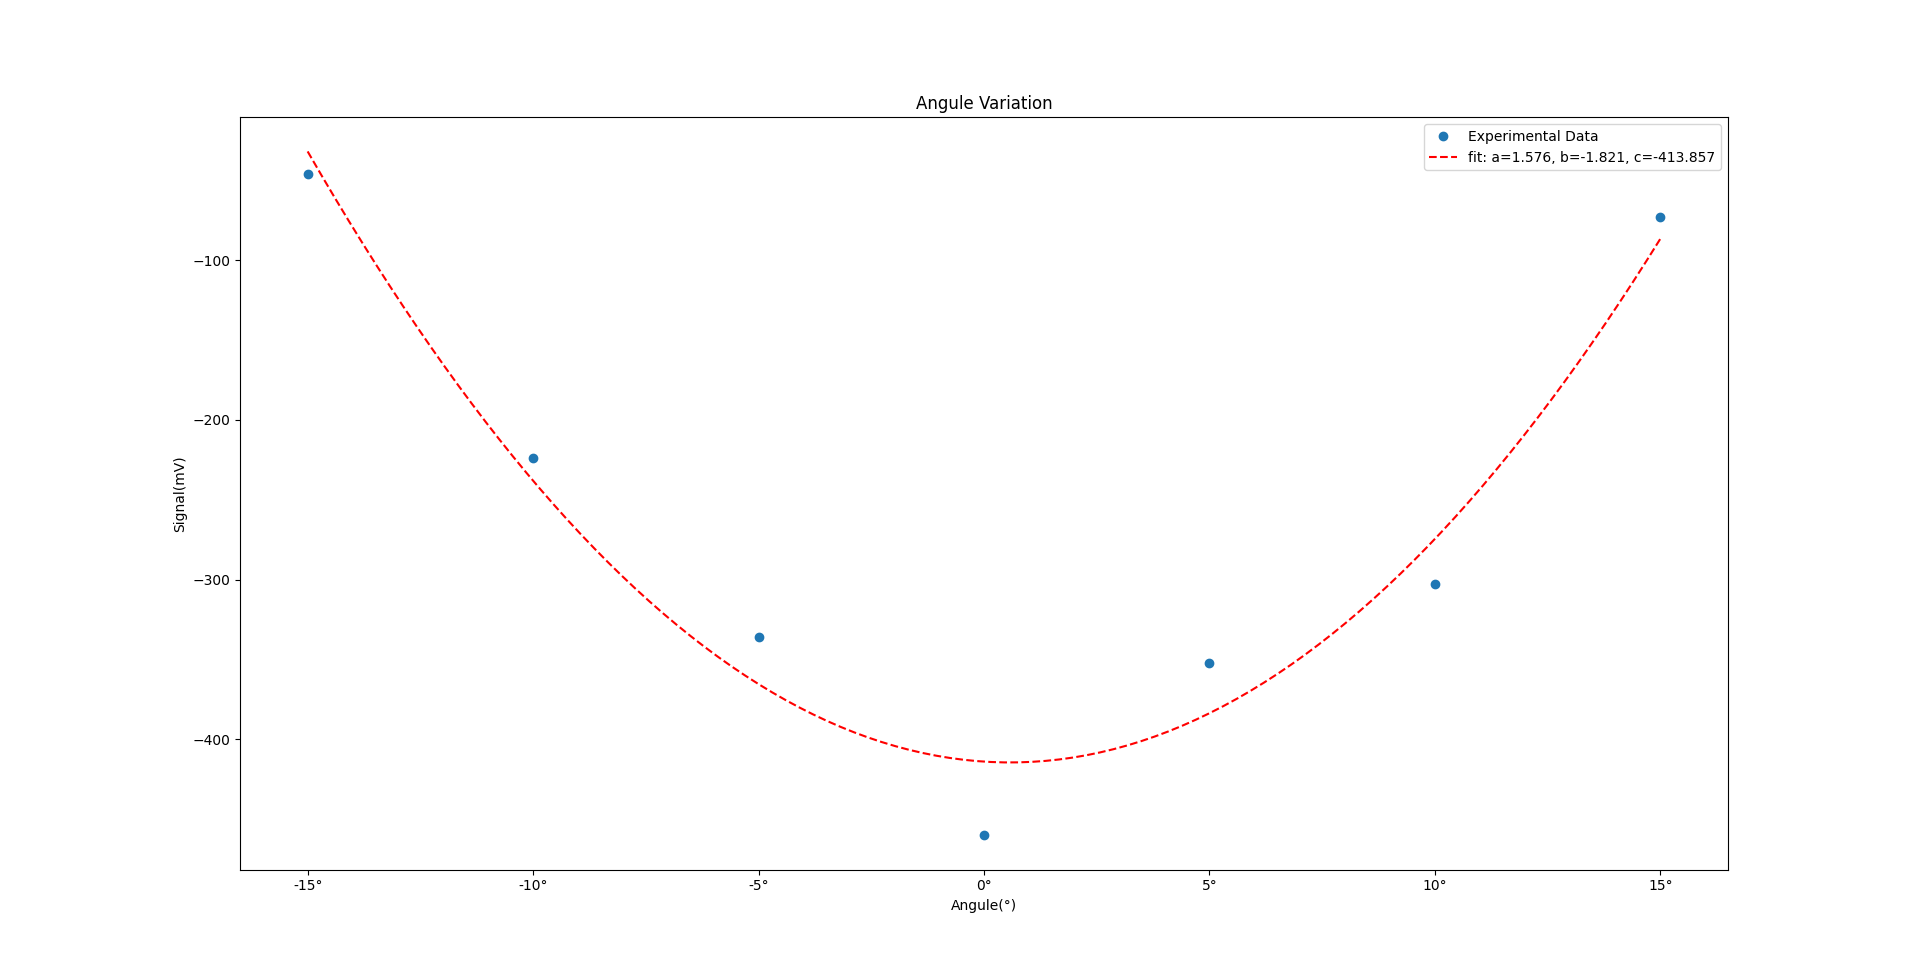 Angule Variation
Experimental Data
fit: a=1.576, b=-1.821, c=-413.857
−100
−200
−300
−400
Signal(mV)
-15°
-10°
-5°
0°
5°
10°
15°
Angule(°)